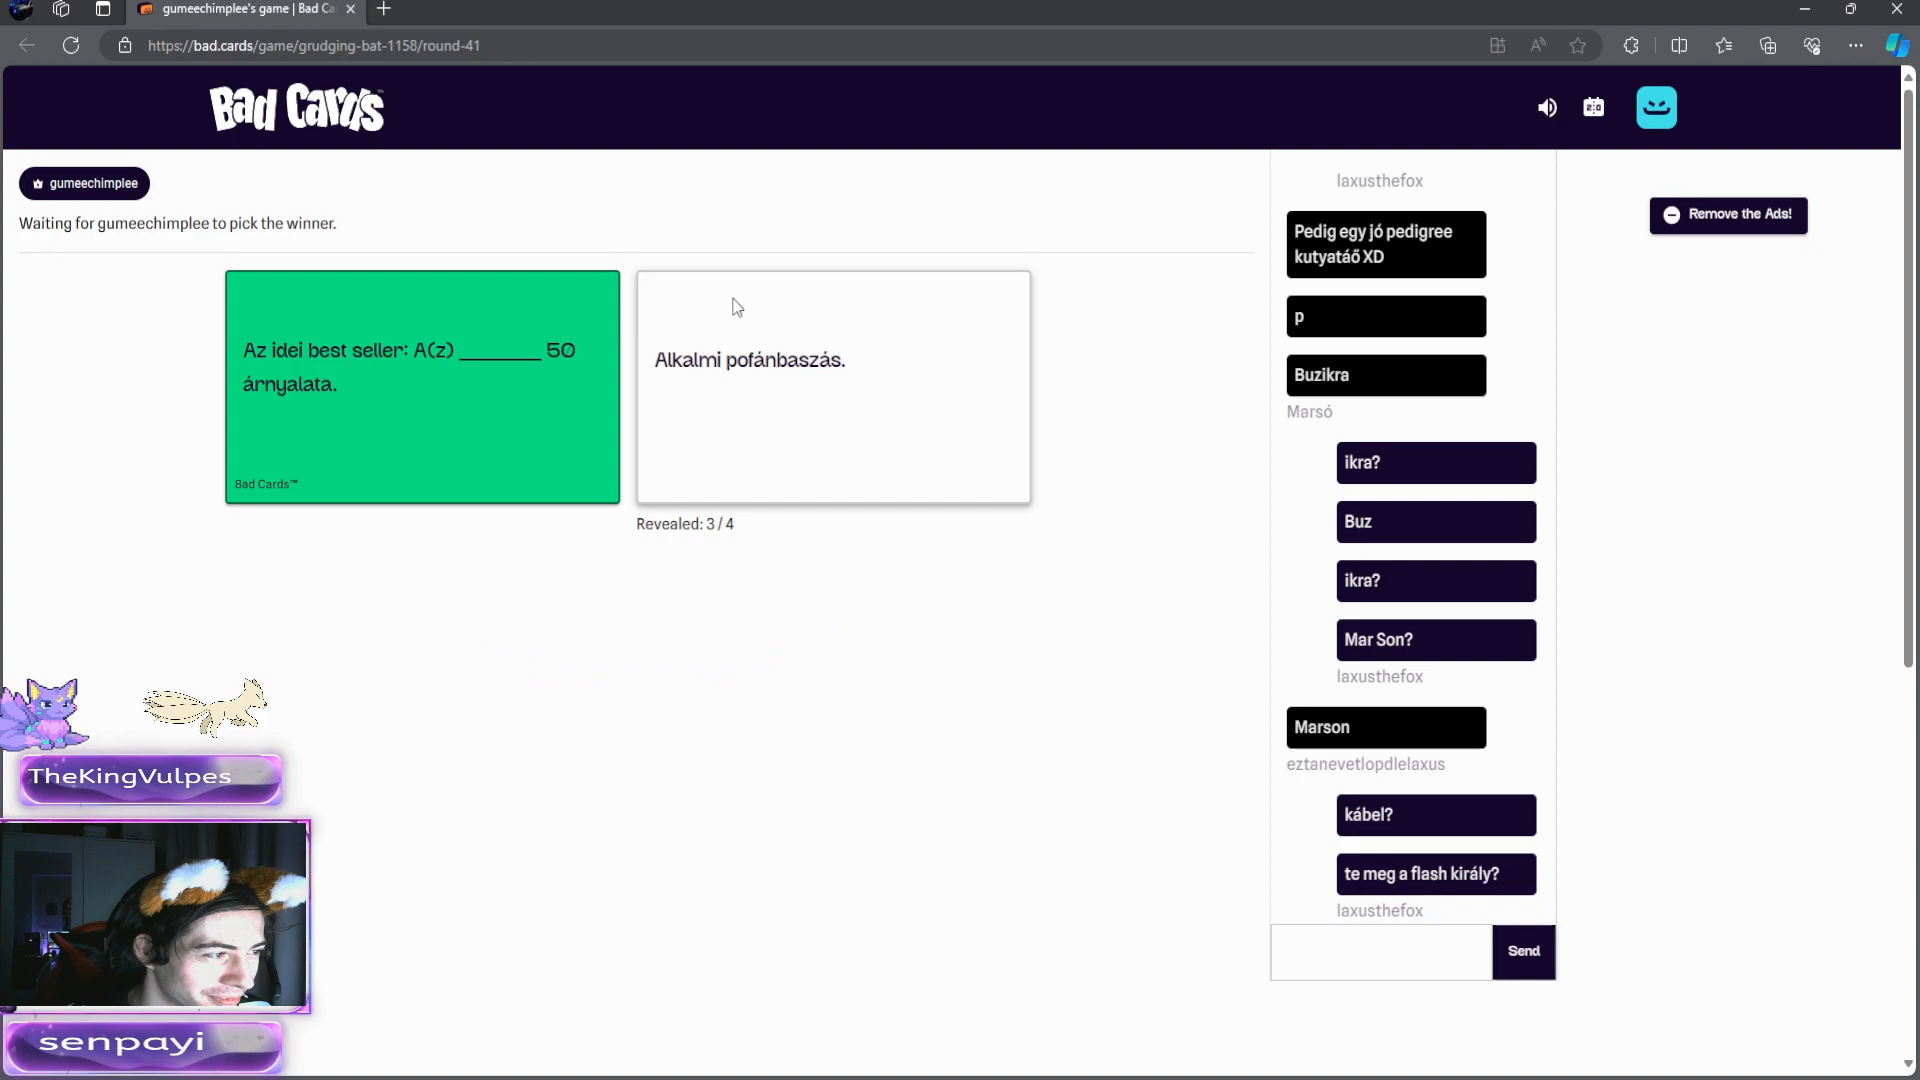 gumeechimplee's game | Bad Ca
https://bad.cards/game/grudging-bat-1158/round-41
Bad Cards
gumeechimplee
Waiting for gumeechimplee to pick the winner.
Az idei best seller: A(z) ________ 50
árnyalata.
Bad Cards™
Alkalmi pofánbaszás.
Revealed: 3 / 4
laxusthefox
Pedig egy jó pedigree
kutyatáő XD
p
Buzikra
Marsó
ikra?
Buz
ikra?
Mar Son?
laxusthefox
Marson
eztanevetlopdlelaxus
kábel?
te meg a flash király?
laxusthefox
Send
Remove the Ads!
TheKingVulpes
senpayi